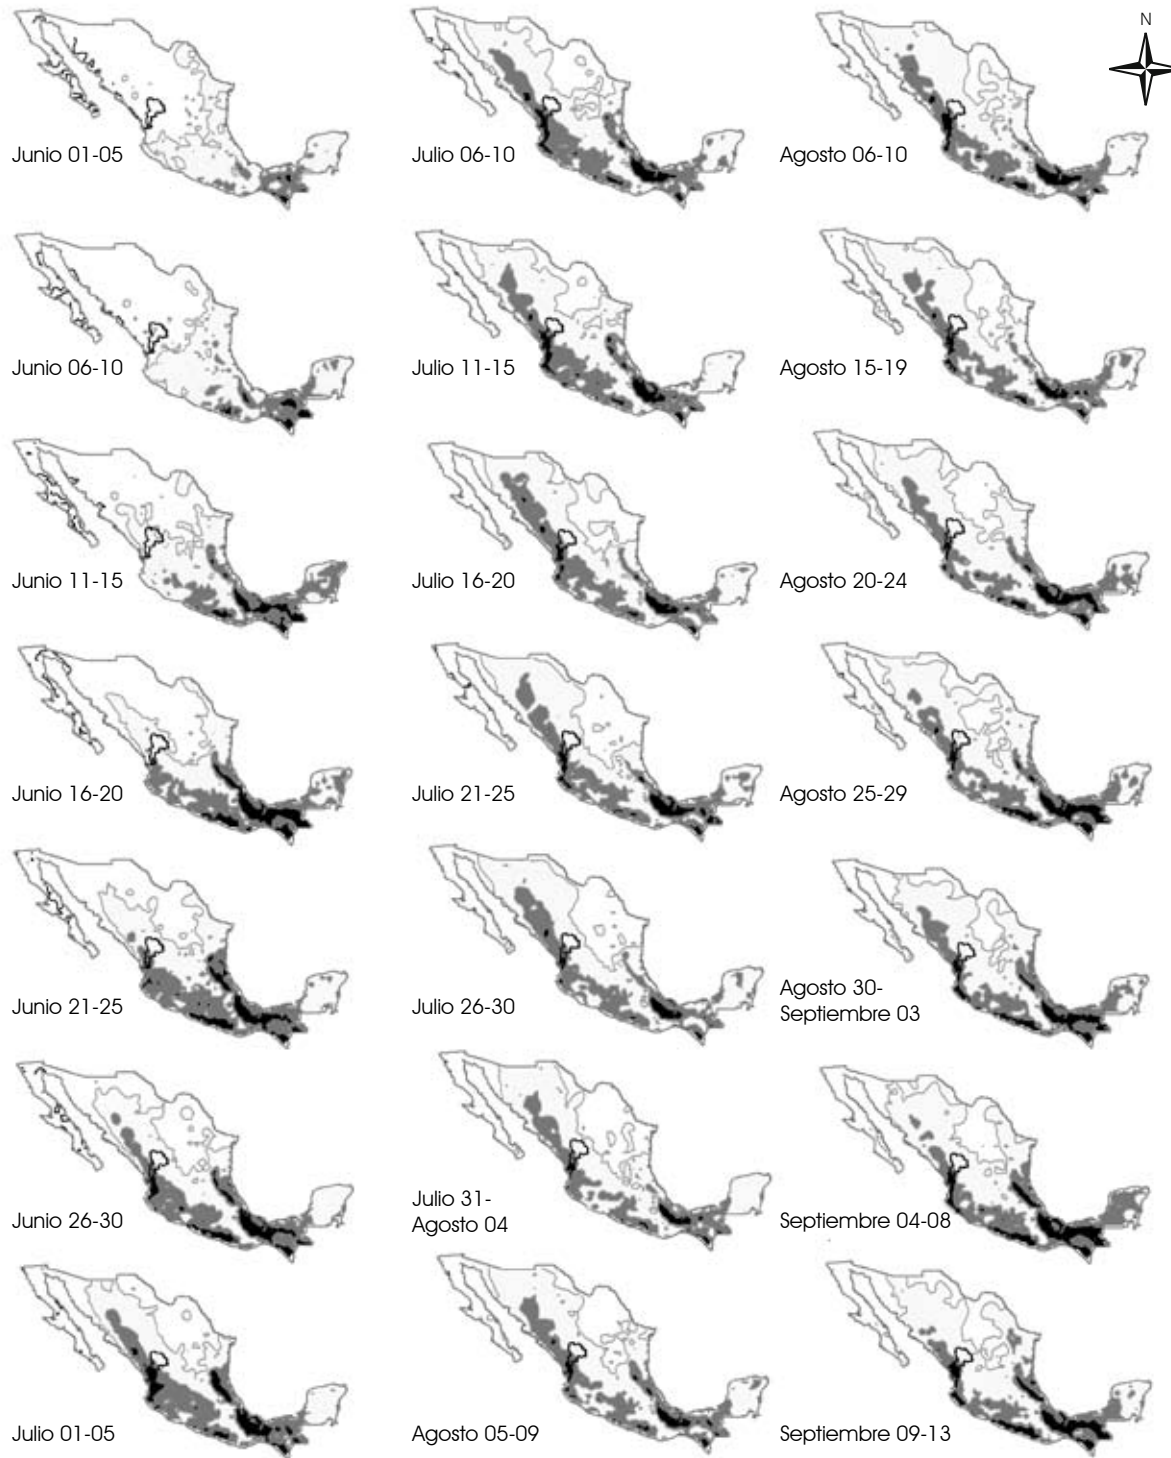 N
Junio 01-05
Julio 06-10
Agosto 06-10
Junio 06-10
Julio 11-15
Agosto 15-19
Junio 11-15
Julio 16-20
Agosto 20-24
Junio 16-20
Julio 21-25
Agosto 25-29
Junio 21-25
Julio 26-30
Agosto 30-
Septiembre 03
Junio 26-30
Julio 31-
Agosto 04
Septiembre 04-08
Julio 01-05
Agosto 05-09
Septiembre 09-13